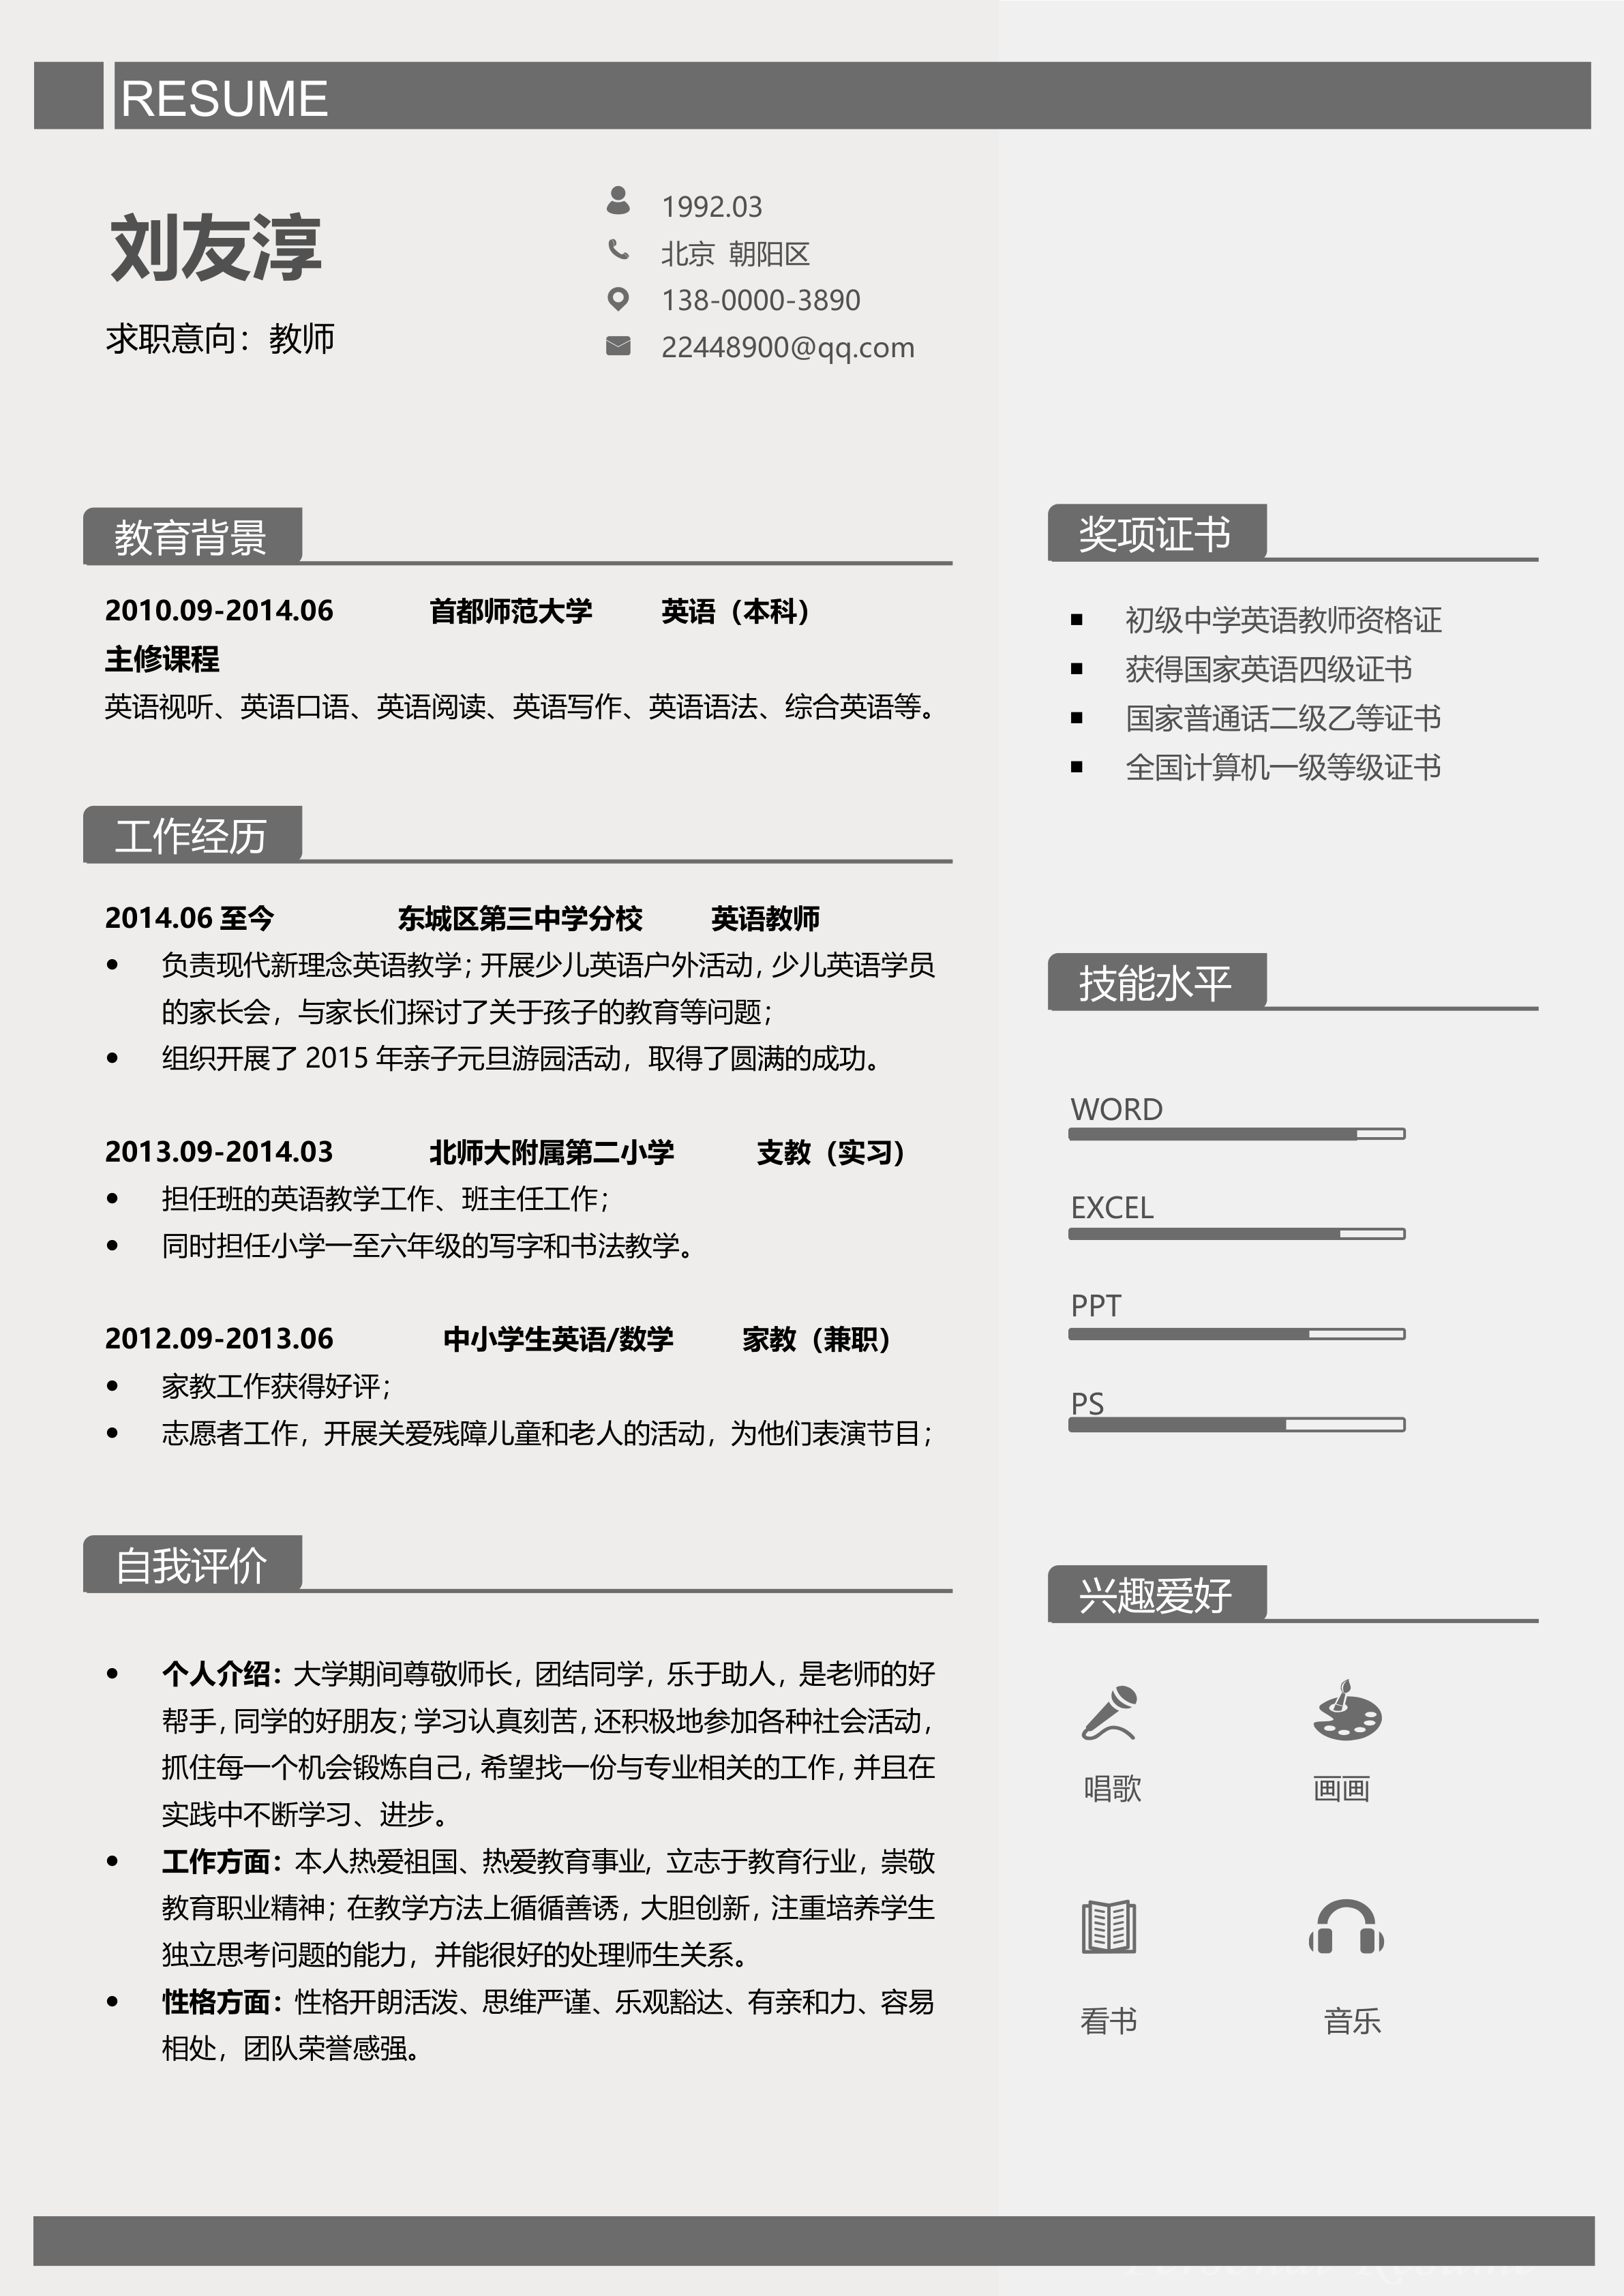 RESUME
刘友淳
求职意向：教师
1992.03
北京 朝阳区
138-0000-3890
22448900@qq.com
教育背景
2010.09-2014.06 首都师范大学 英语（本科）
主修课程
英语视听、英语口语、英语阅读、英语写作、英语语法、综合英语等。
工作经历
2014.06 至今 东城区第三中学分校 英语教师
● 负责现代新理念英语教学；开展少儿英语户外活动，少儿英语学员
的家长会，与家长们探讨了关于孩子的教育等问题；
● 组织开展了 2015 年亲子元旦游园活动，取得了圆满的成功。
2013.09-2014.03 北师大附属第二小学 支教（实习）
● 担任班的英语教学工作、班主任工作；
● 同时担任小学一至六年级的写字和书法教学。
2012.09-2013.06 中小学生英语/数学 家教（兼职）
● 家教工作获得好评；
● 志愿者工作，开展关爱残障儿童和老人的活动，为他们表演节目；
自我评价
● 个人介绍：大学期间尊敬师长，团结同学，乐于助人，是老师的好
帮手，同学的好朋友；学习认真刻苦，还积极地参加各种社会活动，
抓住每一个机会锻炼自己，希望找一份与专业相关的工作，并且在
实践中不断学习、进步。
● 工作方面：本人热爱祖国、热爱教育事业，立志于教育行业，崇敬
教育职业精神；在教学方法上循循善诱，大胆创新，注重培养学生
独立思考问题的能力，并能很好的处理师生关系。
● 性格方面：性格开朗活泼、思维严谨、乐观豁达、有亲和力、容易
相处，团队荣誉感强。
奖项证书
■ 初级中学英语教师资格证
■ 获得国家英语四级证书
■ 国家普通话二级乙等证书
■ 全国计算机一级等级证书
技能水平
WORD
EXCEL
PPT
PS
兴趣爱好
唱歌 画画
看书 音乐